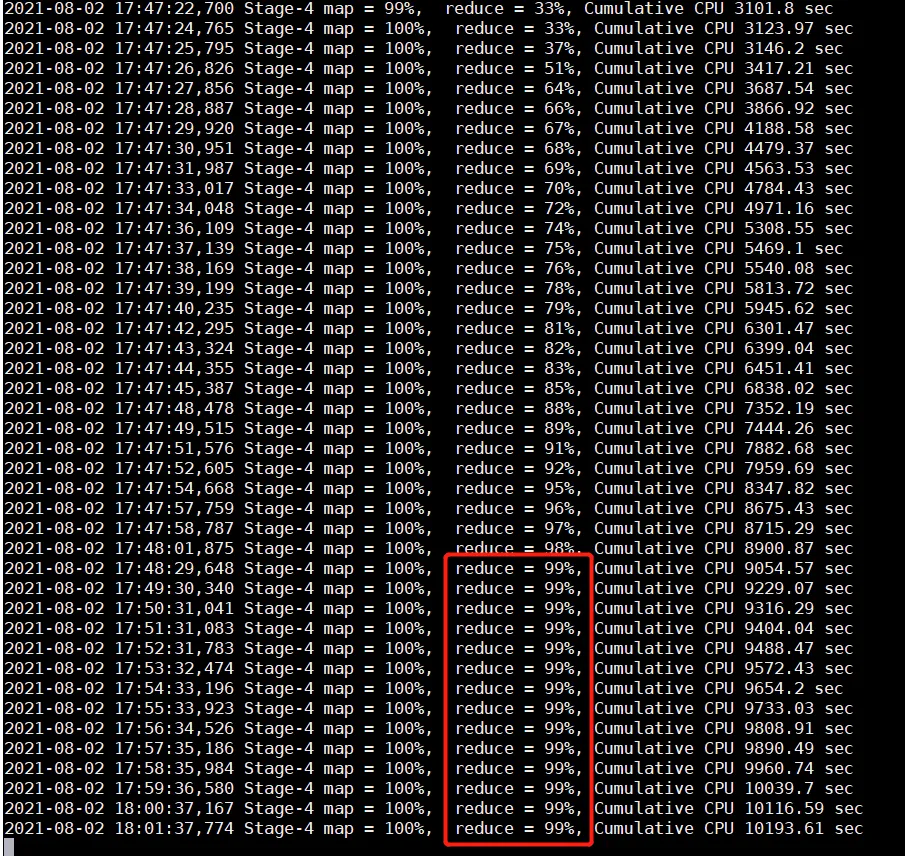 2021-08-02 17:47:22,700 Stage-4 map = 99%,  reduce = 33%, Cumulative CPU 3101.8 sec
2021-08-02 17:47:24,765 Stage-4 map = 100%,  reduce = 33%, Cumulative CPU 3123.97 sec
2021-08-02 17:47:25,795 Stage-4 map = 100%,  reduce = 37%, Cumulative CPU 3146.2 sec
2021-08-02 17:47:26,826 Stage-4 map = 100%,  reduce = 51%, Cumulative CPU 3417.21 sec
2021-08-02 17:47:27,856 Stage-4 map = 100%,  reduce = 64%, Cumulative CPU 3687.54 sec
2021-08-02 17:47:28,887 Stage-4 map = 100%,  reduce = 66%, Cumulative CPU 3866.92 sec
2021-08-02 17:47:29,920 Stage-4 map = 100%,  reduce = 67%, Cumulative CPU 4188.58 sec
2021-08-02 17:47:30,951 Stage-4 map = 100%,  reduce = 68%, Cumulative CPU 4479.37 sec
2021-08-02 17:47:31,987 Stage-4 map = 100%,  reduce = 69%, Cumulative CPU 4563.53 sec
2021-08-02 17:47:33,017 Stage-4 map = 100%,  reduce = 70%, Cumulative CPU 4784.43 sec
2021-08-02 17:47:34,048 Stage-4 map = 100%,  reduce = 72%, Cumulative CPU 4971.16 sec
2021-08-02 17:47:36,109 Stage-4 map = 100%,  reduce = 74%, Cumulative CPU 5308.55 sec
2021-08-02 17:47:37,139 Stage-4 map = 100%,  reduce = 75%, Cumulative CPU 5469.1 sec
2021-08-02 17:47:38,169 Stage-4 map = 100%,  reduce = 76%, Cumulative CPU 5540.08 sec
2021-08-02 17:47:39,199 Stage-4 map = 100%,  reduce = 78%, Cumulative CPU 5813.72 sec
2021-08-02 17:47:40,235 Stage-4 map = 100%,  reduce = 79%, Cumulative CPU 5945.62 sec
2021-08-02 17:47:42,295 Stage-4 map = 100%,  reduce = 81%, Cumulative CPU 6301.47 sec
2021-08-02 17:47:43,324 Stage-4 map = 100%,  reduce = 82%, Cumulative CPU 6399.04 sec
2021-08-02 17:47:44,355 Stage-4 map = 100%,  reduce = 83%, Cumulative CPU 6451.41 sec
2021-08-02 17:47:45,387 Stage-4 map = 100%,  reduce = 85%, Cumulative CPU 6838.02 sec
2021-08-02 17:47:48,478 Stage-4 map = 100%,  reduce = 88%, Cumulative CPU 7352.19 sec
2021-08-02 17:47:49,515 Stage-4 map = 100%,  reduce = 89%, Cumulative CPU 7444.26 sec
2021-08-02 17:47:51,576 Stage-4 map = 100%,  reduce = 91%, Cumulative CPU 7882.68 sec
2021-08-02 17:47:52,605 Stage-4 map = 100%,  reduce = 92%, Cumulative CPU 7959.69 sec
2021-08-02 17:47:54,668 Stage-4 map = 100%,  reduce = 95%, Cumulative CPU 8347.82 sec
2021-08-02 17:47:57,759 Stage-4 map = 100%,  reduce = 96%, Cumulative CPU 8675.43 sec
2021-08-02 17:47:58,787 Stage-4 map = 100%,  reduce = 97%, Cumulative CPU 8715.29 sec
2021-08-02 17:48:01,875 Stage-4 map = 100%,  reduce = 98%, Cumulative CPU 8900.87 sec
2021-08-02 17:48:29,648 Stage-4 map = 100%,  reduce = 99%, Cumulative CPU 9054.57 sec
2021-08-02 17:49:30,340 Stage-4 map = 100%,  reduce = 99%, Cumulative CPU 9229.07 sec
2021-08-02 17:50:31,041 Stage-4 map = 100%,  reduce = 99%, Cumulative CPU 9316.29 sec
2021-08-02 17:51:31,083 Stage-4 map = 100%,  reduce = 99%, Cumulative CPU 9404.04 sec
2021-08-02 17:52:31,783 Stage-4 map = 100%,  reduce = 99%, Cumulative CPU 9488.47 sec
2021-08-02 17:53:32,474 Stage-4 map = 100%,  reduce = 99%, Cumulative CPU 9572.43 sec
2021-08-02 17:54:33,196 Stage-4 map = 100%,  reduce = 99%, Cumulative CPU 9654.2 sec
2021-08-02 17:55:33,923 Stage-4 map = 100%,  reduce = 99%, Cumulative CPU 9733.03 sec
2021-08-02 17:56:34,526 Stage-4 map = 100%,  reduce = 99%, Cumulative CPU 9808.91 sec
2021-08-02 17:57:35,186 Stage-4 map = 100%,  reduce = 99%, Cumulative CPU 9890.49 sec
2021-08-02 17:58:35,984 Stage-4 map = 100%,  reduce = 99%, Cumulative CPU 9960.74 sec
2021-08-02 17:59:36,580 Stage-4 map = 100%,  reduce = 99%, Cumulative CPU 10039.7 sec
2021-08-02 18:00:37,167 Stage-4 map = 100%,  reduce = 99%, Cumulative CPU 10116.59 sec
2021-08-02 18:01:37,774 Stage-4 map = 100%,  reduce = 99%, Cumulative CPU 10193.61 sec